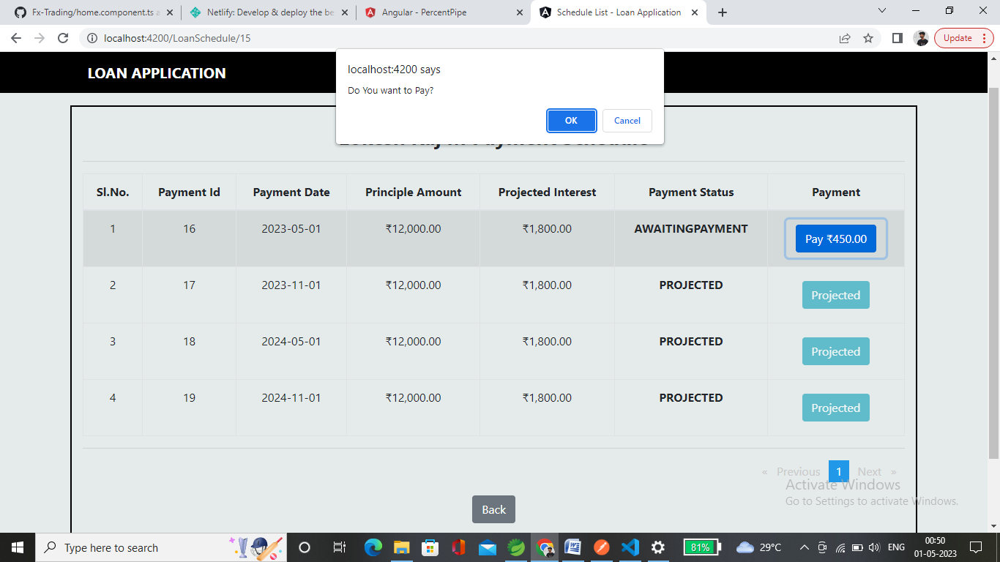 Fx-Trading/home.component.ts a
Netlify: Develop & deploy the be
Angular - PercentPipe
Schedule List - Loan Application
localhost:4200/LoanSchedule/15
Update
LOAN APPLICATION
localhost:4200 says
Do You want to Pay?
OK Cancel
Payment Schedule
Sl.No. Payment Id Payment Date Principle Amount Projected Interest Payment Status Payment
1 16 2023-05-01 ₹12,000.00 ₹1,800.00 AWAITINGPAYMENT Pay ₹450.00
2 17 2023-11-01 ₹12,000.00 ₹1,800.00 PROJECTED Projected
3 18 2024-05-01 ₹12,000.00 ₹1,800.00 PROJECTED Projected
4 19 2024-11-01 ₹12,000.00 ₹1,800.00 PROJECTED Projected
« Previous 1 Next »
Activate Windows
Go to Settings to activate Windows.
Back
Type here to search
81%
29°C
ENG
00:50
01-05-2023